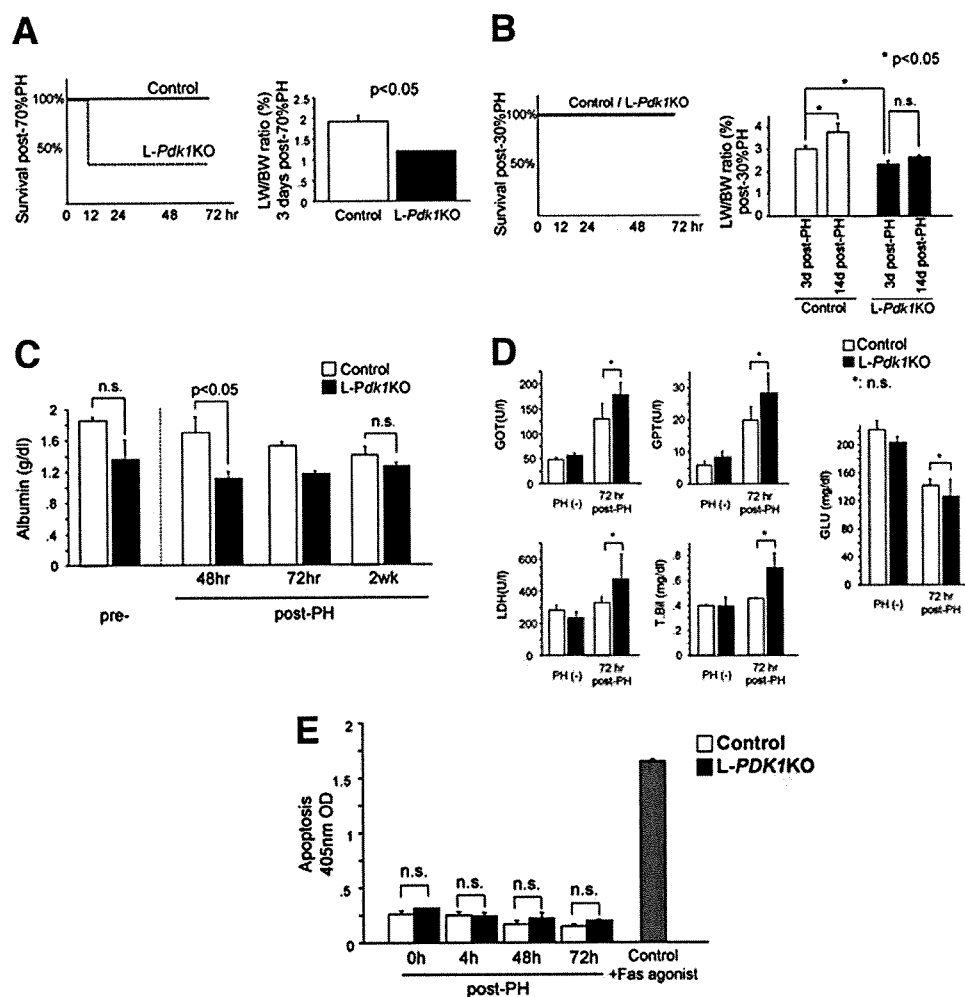 A
Survival post-70%PH
100%
50%
Control
L-Pdk1KO
0 12 24 48 72 hr
LW/BW ratio (%)
3 days post-70%PH
2.5
2
1.5
1
.5
0
p<0.05
Control L-Pdk1KO
B
Survival post-30%PH
100%
50%
Control / L-Pdk1KO
0 12 24 48 72 hr
* p<0.05
LW/BW ratio (%)
post-30%PH
4
3
2
1
0
*
*
n.s.
3d post-PH
14d post-PH
3d post-PH
14d post-PH
Control L-Pdk1KO
C
Control
L-Pdk1KO
Albumin (g/dl)
2
1.6
1.2
.8
.4
0
n.s.
p<0.05
n.s.
48hr 72hr 2wk
pre- post-PH
D
Control
L-Pdk1KO
*: n.s.
GOT(U/l)
200
150
100
50
0
*
PH (-) 72 hr
post-PH
GPT(U/l)
30
20
10
0
*
PH (-) 72 hr
post-PH
GLU (mg/dl)
200
160
120
80
40
0
*
PH (-) 72 hr
post-PH
LDH(U/l)
600
400
200
0
*
PH (-) 72 hr
post-PH
T.Bil (mg/dl)
.8
.6
.4
.2
0
*
PH (-) 72 hr
post-PH
E
Control
L-PDK1KO
Apoptosis
405nm OD
2
1.5
1
.5
0
n.s. n.s. n.s. n.s.
0h 4h 48h 72h Control
+Fas agonist
post-PH